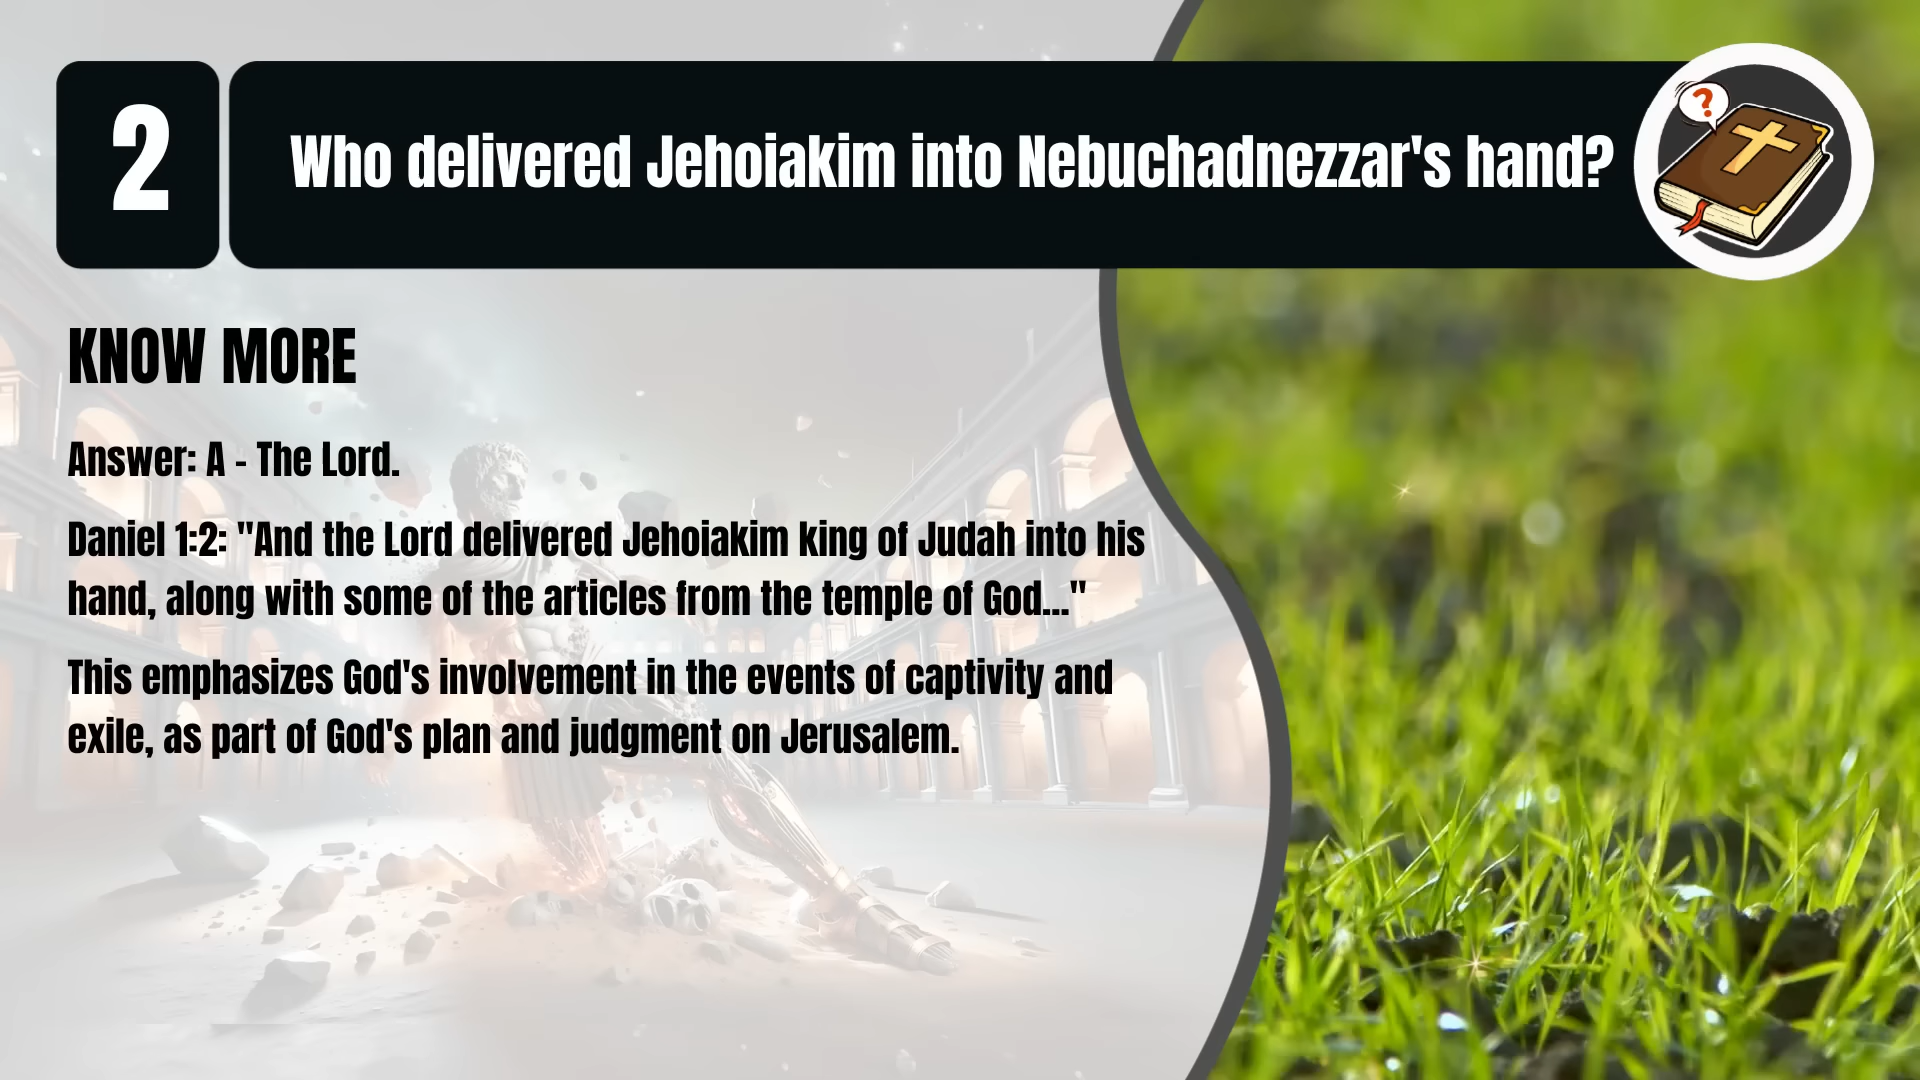 2
Who delivered Jehoiakim into Nebuchadnezzar's hand?
?
KNOW MORE
Answer: A - The Lord.
Daniel 1:2: "And the Lord delivered Jehoiakim king of Judah into his
hand, along with some of the articles from the temple of God..."
This emphasizes God's involvement in the events of captivity and
exile, as part of God's plan and judgment on Jerusalem.